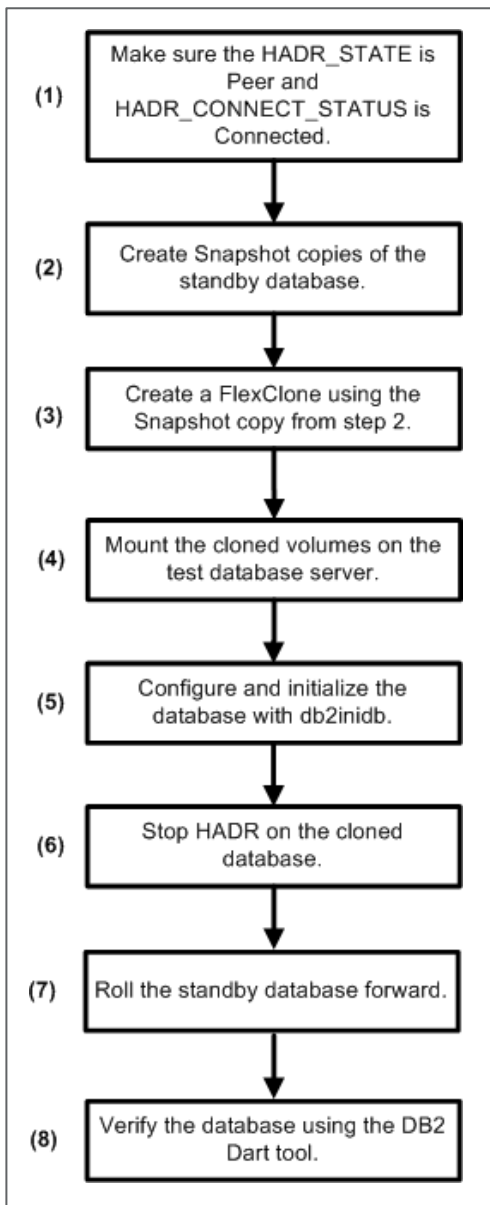 (1)
Make sure the HADR_STATE is
Peer and
HADR_CONNECT_STATUS is
Connected.
(2)
Create Snapshot copies of the
standby database.
(3)
Create a FlexClone using the
Snapshot copy from step 2.
(4)
Mount the cloned volumes on the
test database server.
(5)
Configure and initialize the
database with db2inidb.
(6)
Stop HADR on the cloned
database.
(7)
Roll the standby database forward.
(8)
Verify the database using the DB2
Dart tool.